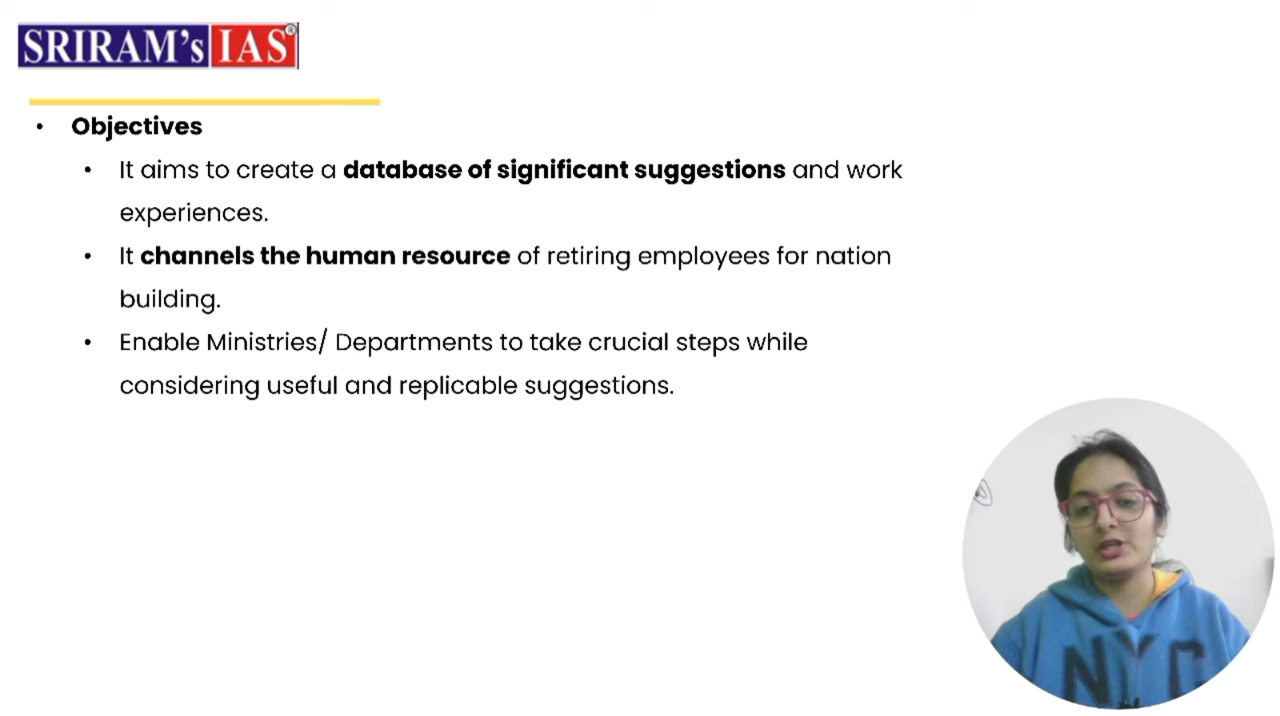 SRIRAM's IAS®
• Objectives
• It aims to create a database of significant suggestions and work
experiences.
• It channels the human resource of retiring employees for nation
building.
• Enable Ministries/ Departments to take crucial steps while
considering useful and replicable suggestions.
NYC